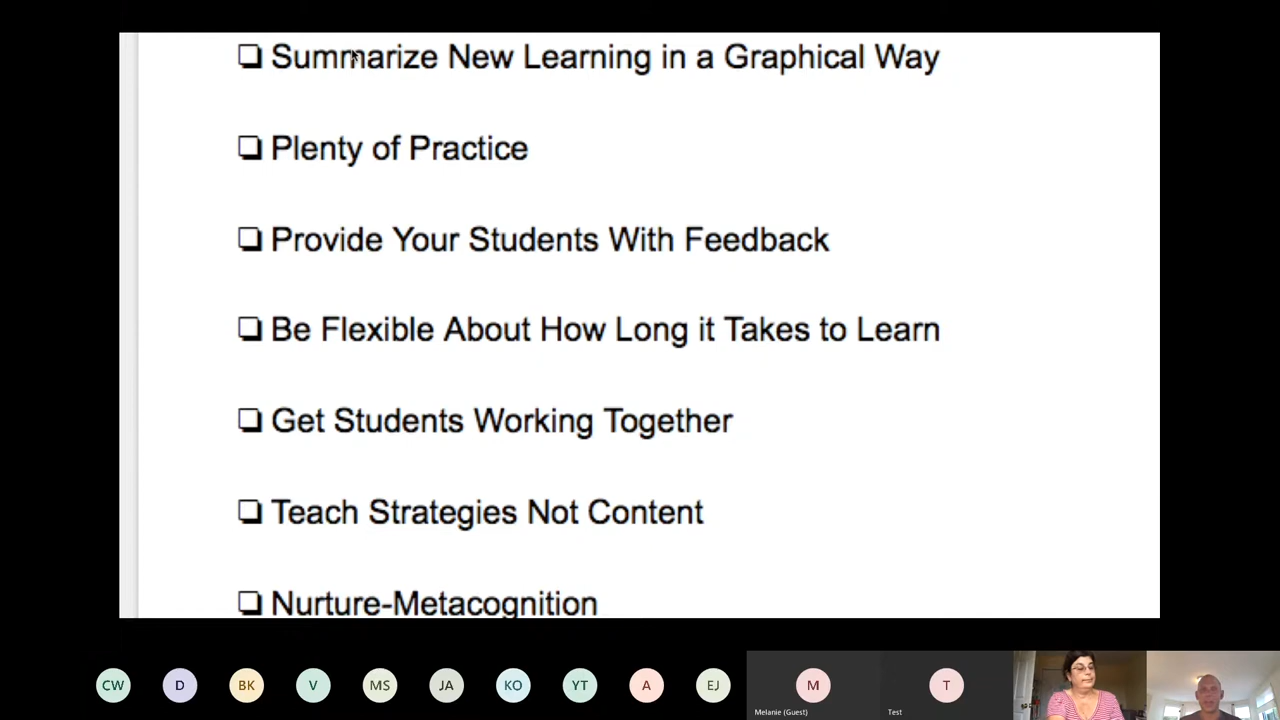 ❏ Summarize New Learning in a Graphical Way
❏ Plenty of Practice
❏ Provide Your Students With Feedback
❏ Be Flexible About How Long it Takes to Learn
❏ Get Students Working Together
❏ Teach Strategies Not Content
❏ Nurture-Metacognition
CW D BK V MS JA KO YT A EJ M T
Melanie (Guest) Test